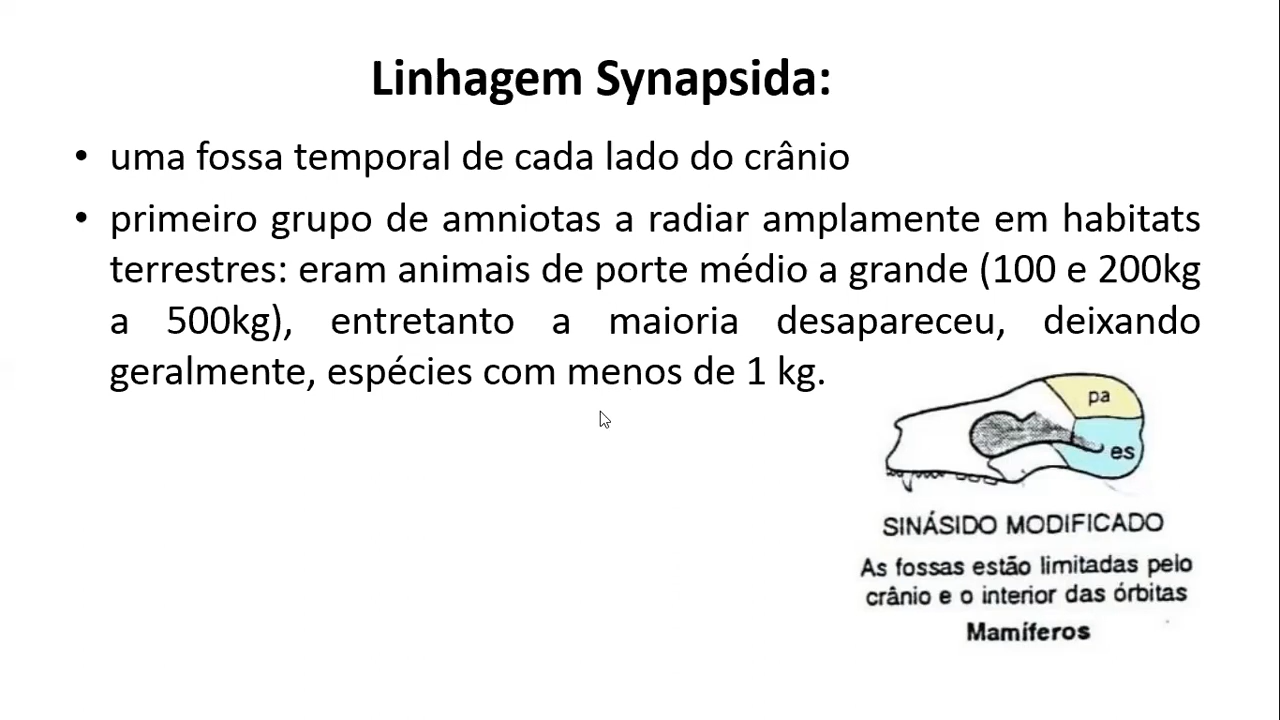 Linhagem Synapsida:
• uma fossa temporal de cada lado do crânio
• primeiro grupo de amniotas a radiar amplamente em habitats
terrestres: eram animais de porte médio a grande (100 e 200kg
a 500kg), entretanto a maioria desapareceu, deixando
geralmente, espécies com menos de 1 kg.
pa
es
SINÁSIDO MODIFICADO
As fossas estão limitadas pelo
crânio e o interior das órbitas
Mamíferos